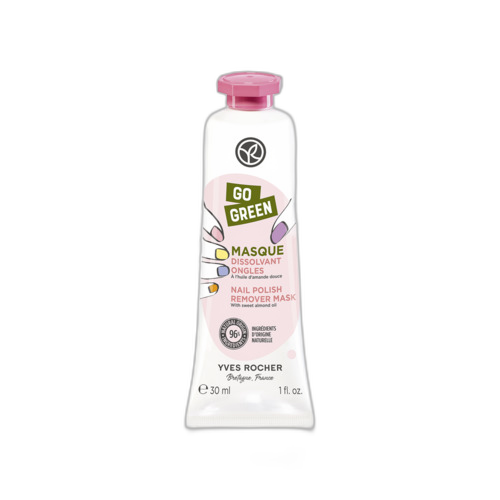 GO
GREEN
MASQUE
DISSOLVANT
ONGLES
À l'huile d'amande douce
NAIL POLISH
REMOVER MASK
With sweet almond oil
96%
INGRÉDIENTS
D'ORIGINE
NATURELLE
YVES ROCHER
Bretagne, France
℮ 30 ml 1 fl. oz.